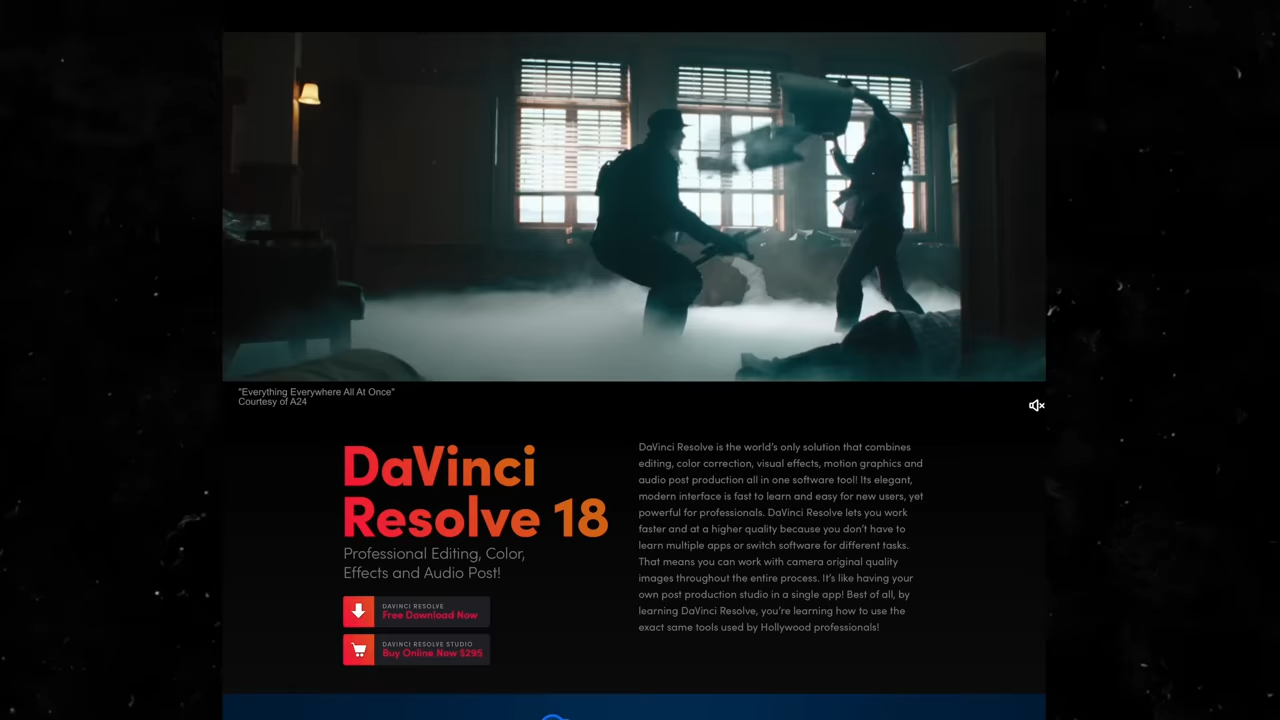 "Everything Everywhere All At Once"
Courtesy of A24
DaVinci
Resolve 18
Professional Editing, Color,
Effects and Audio Post!
DAVINCI RESOLVE
Free Download Now
DAVINCI RESOLVE STUDIO
Buy Online Now $295
DaVinci Resolve is the world’s only solution that combines
editing, color correction, visual effects, motion graphics and
audio post production all in one software tool! Its elegant,
modern interface is fast to learn and easy for new users, yet
powerful for professionals. DaVinci Resolve lets you work
faster and at a higher quality because you don’t have to
learn multiple apps or switch software for different tasks.
That means you can work with camera original quality
images throughout the entire process. It’s like having your
own post production studio in a single app! Best of all, by
learning DaVinci Resolve, you’re learning how to use the
exact same tools used by Hollywood professionals!